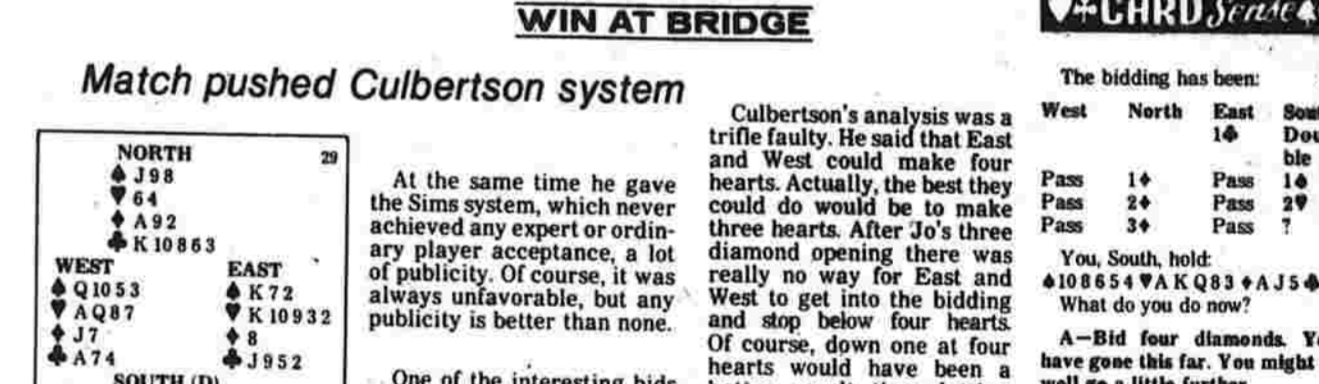 WIN AT BRIDGE
Match pushed Culbertson system
NORTH 29
♠ J 9 8
♥ 6 4
♦ A 9 2
♣ K 10 8 6 3
WEST EAST
♠ Q 10 5 3 ♠ K 7 2
♥ A Q 8 7 ♥ K 10 9 3 2
♦ J 7 ♦ 8
♣ A 7 4 ♣ J 9 5 2
SOUTH (D)
At the same time he gave
the Sims system, which never
achieved any expert or ordin-
ary player acceptance, a lot
of publicity. Of course, it was
always unfavorable, but any
publicity is better than none.
One of the interesting bids
Culbertson's analysis was a
trifle faulty. He said that East
and West could make four
hearts. Actually, the best they
could do would be to make
three hearts. After Jo's three
diamond opening there was
really no way for East and
West to get into the bidding
and stop below four hearts.
Of course, down one at four
hearts would have been a
♥♣CARD Sense♠
The bidding has been:
West North East
1♣ Dou-
ble
Pass 1♦ Pass 1♠
Pass 2♦ Pass 2♥
Pass 3♦ Pass ?
You, South, hold:
♠10 8 6 5 4 ♥A K Q 8 3 ♦A J 5 ♣
What do you do now?
A—Bid four diamonds.
have gone this far. You might
well go a little further.